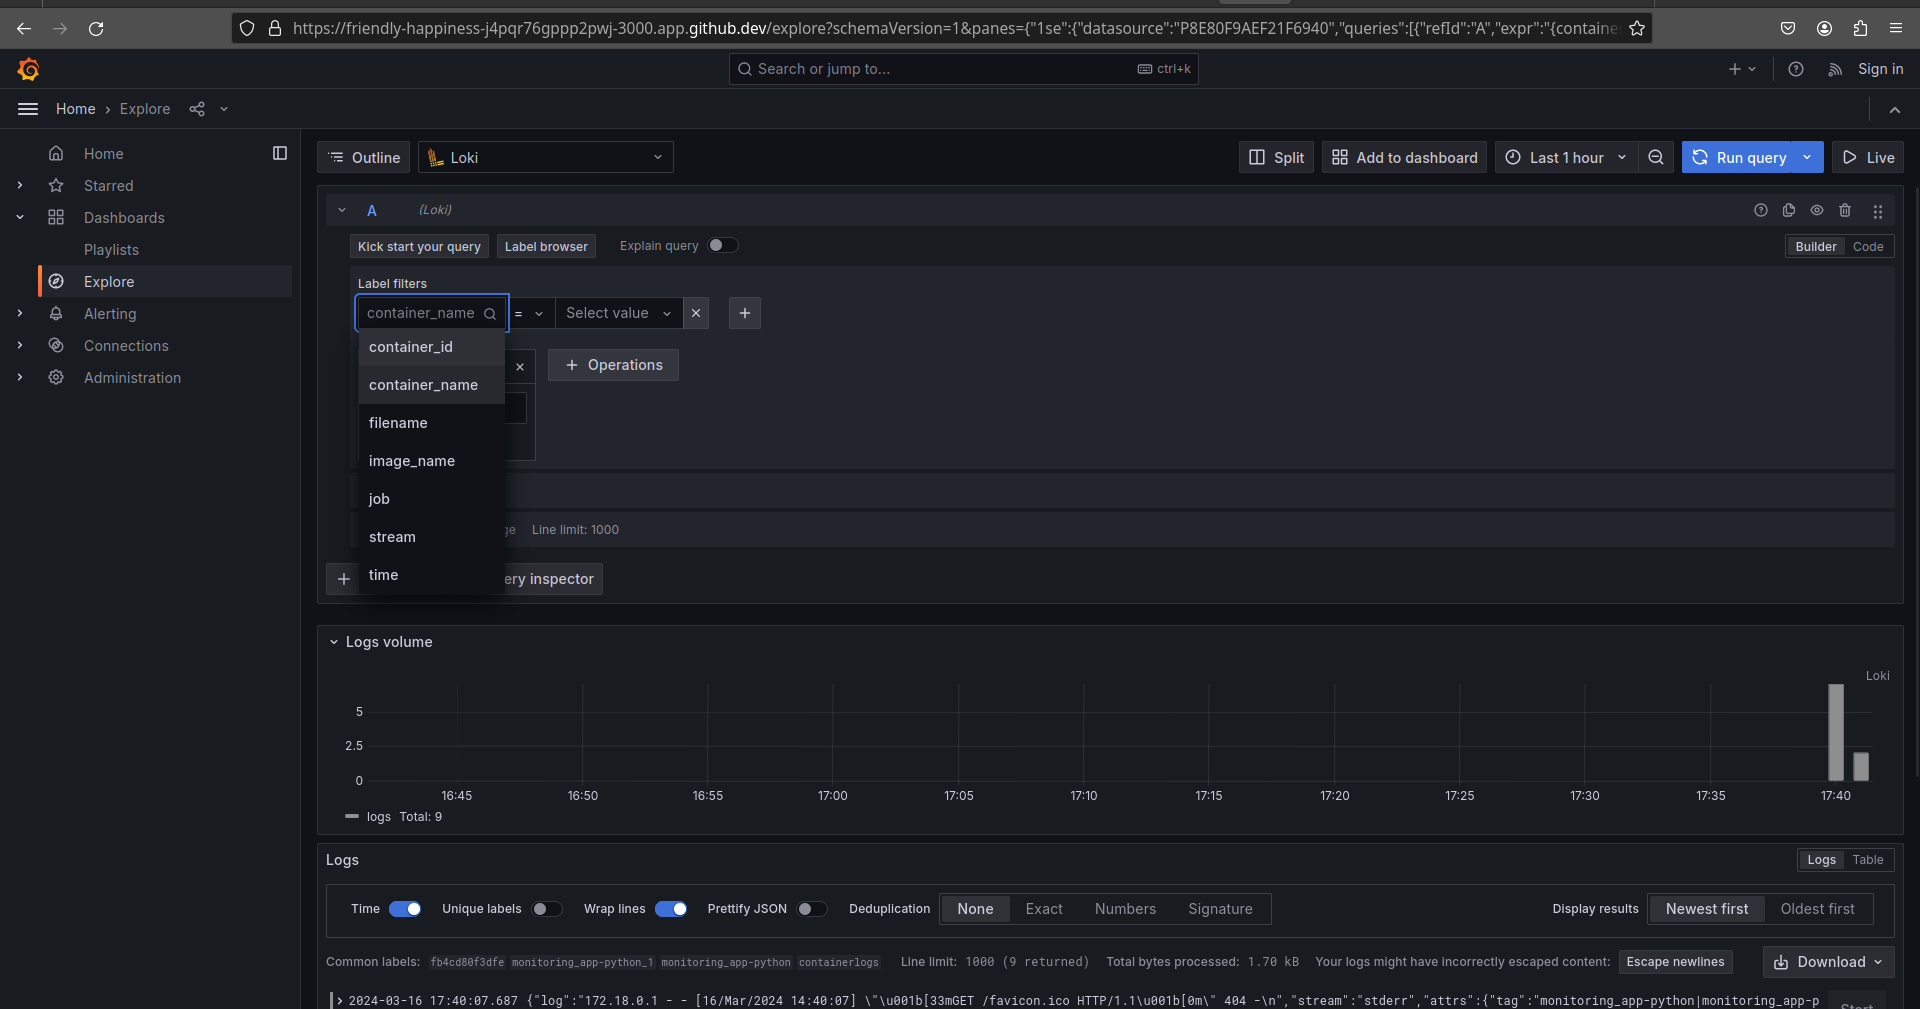 https://friendly-happiness-j4pqr76gppp2pwj-3000.app.github.dev/explore?schemaVersion=1&panes={"1se":{"datasource":"P8E80F9AEF21F6940","queries":[{"refId":"A","expr":"{containe
Search or jump to...
ctrl+k
Sign in
Home › Explore
Home
Starred
Dashboards
Playlists
Explore
Alerting
Connections
Administration
Outline
Loki
Split
Add to dashboard
Last 1 hour
Run query
Live
A
(Loki)
Kick start your query
Label browser
Explain query
Builder
Code
Label filters
container_name
=
Select value
container_id
container_name
filename
image_name
job
stream
time
Operations
ge
Line limit: 1000
ery inspector
Logs volume
Loki
5
2.5
0
16:45
16:50
16:55
17:00
17:05
17:10
17:15
17:20
17:25
17:30
17:35
17:40
logs Total: 9
Logs
Logs
Table
Time
Unique labels
Wrap lines
Prettify JSON
Deduplication
None
Exact
Numbers
Signature
Display results
Newest first
Oldest first
Common labels: fb4cd80f3dfe monitoring_app-python_1 monitoring_app-python containerlogs
Line limit: 1000 (9 returned)
Total bytes processed: 1.70 kB
Your logs might have incorrectly escaped content:
Escape newlines
Download
2024-03-16 17:40:07.687 {"log":"172.18.0.1 - - [16/Mar/2024 14:40:07] \"\u001b[33mGET /favicon.ico HTTP/1.1\u001b[0m\" 404 -\n","stream":"stderr","attrs":{"tag":"monitoring_app-python|monitoring_app-p
Start